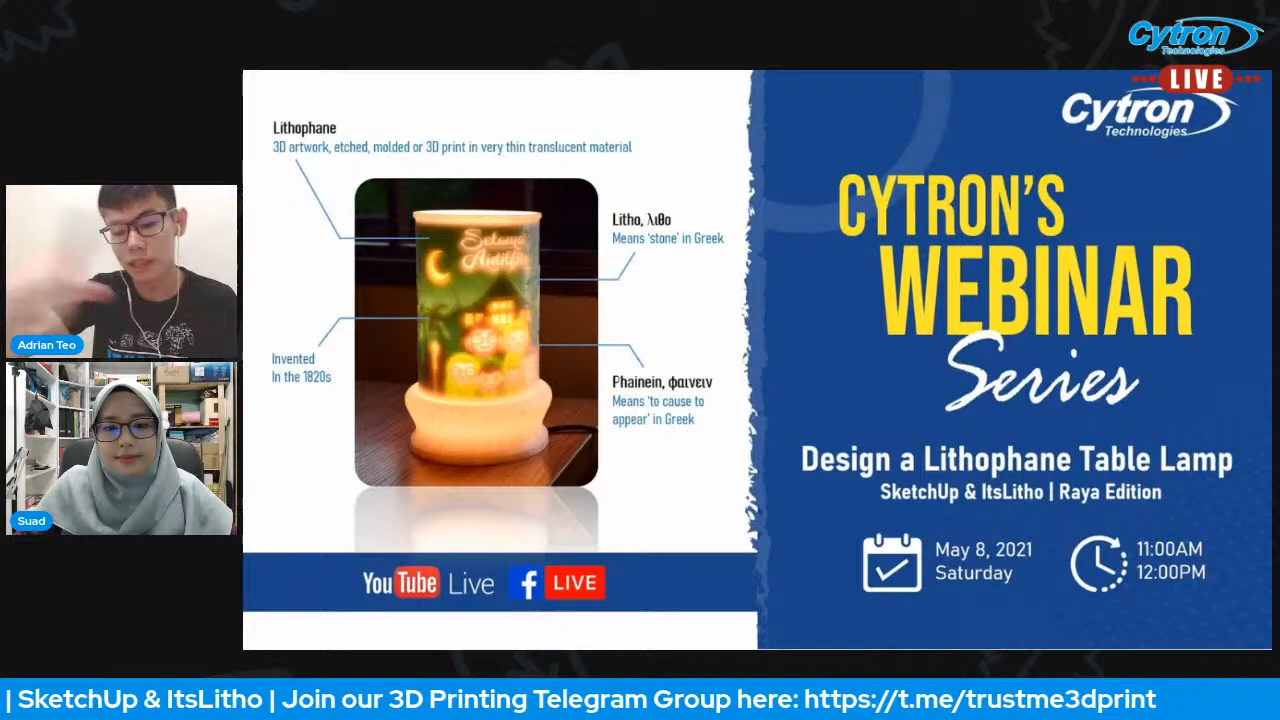 Cytron
Technologies
LIVE
Cytron
Technologies
Lithophane
3D artwork, etched, molded or 3D print in very thin translucent material
Litho, λιθο
Means ‘stone’ in Greek
Invented
In the 1820s
Phainein, φαινειν
Means ‘to cause to
appear’ in Greek
Selamat
Aidilfitri
YouTube Live
f LIVE
CYTRON’S
WEBINAR
Series
Design a Lithophane Table Lamp
SketchUp & ItsLitho | Raya Edition
May 8, 2021
Saturday
11:00AM
12:00PM
Adrian Teo
Suad
| SketchUp & ItsLitho | Join our 3D Printing Telegram Group here: https://t.me/trustme3dprint